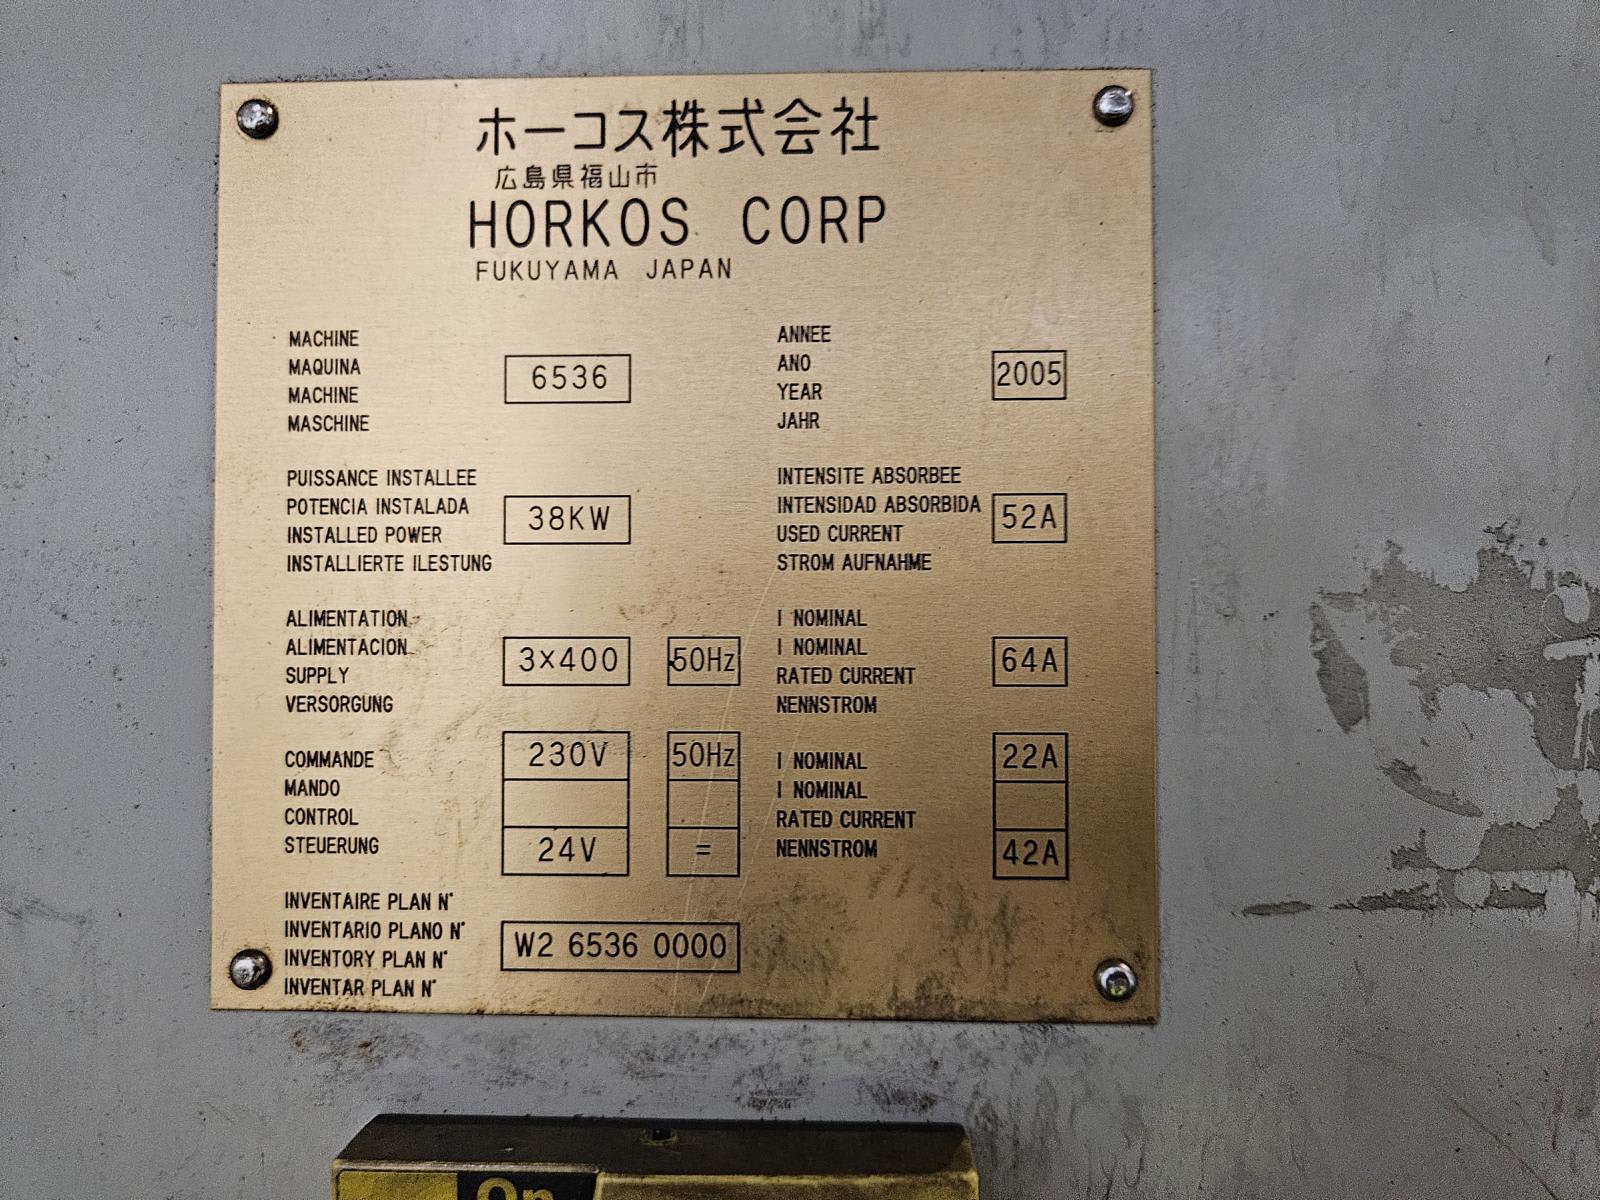 ホーコス株式会社
広島県福山市
HORKOS CORP
FUKUYAMA JAPAN
MACHINE
MAQUINA
MACHINE
MASCHINE
6536
ANNEE
ANO
YEAR
JAHR
2005
PUISSANCE INSTALLEE
POTENCIA INSTALADA
INSTALLED POWER
INSTALLIERTE ILESTUNG
38KW
INTENSITE ABSORBEE
INTENSIDAD ABSORBIDA
USED CURRENT
STROM AUFNAHME
52A
ALIMENTATION
ALIMENTACION
SUPPLY
VERSORGUNG
3×400
50Hz
I NOMINAL
I NOMINAL
RATED CURRENT
NENNSTROM
64A
COMMANDE
MANDO
CONTROL
STEUERUNG
230V
50Hz
24V
=
I NOMINAL
I NOMINAL
RATED CURRENT
NENNSTROM
22A
42A
INVENTAIRE PLAN N°
INVENTARIO PLANO N°
INVENTORY PLAN N°
INVENTAR PLAN N°
W2 6536 0000
On